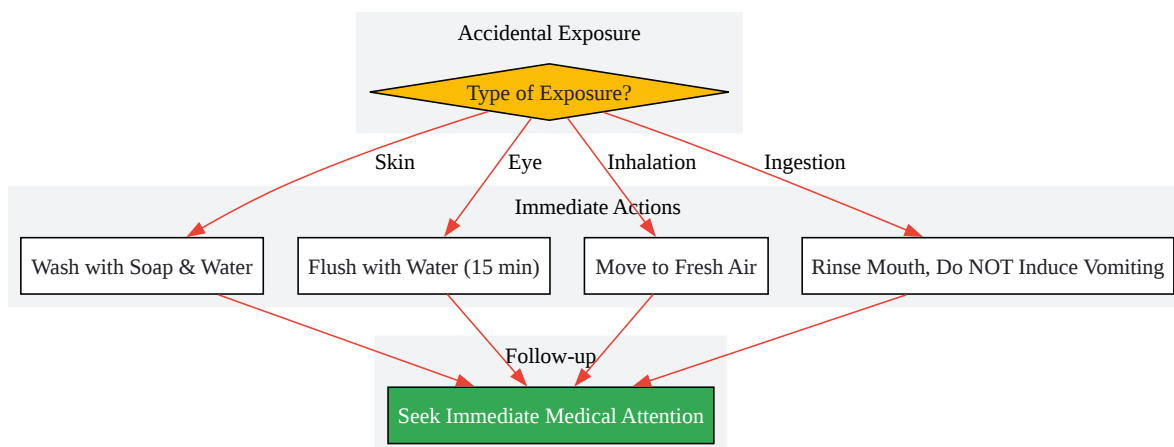 Accidental Exposure
Type of Exposure?
Skin
Eye
Inhalation
Ingestion
Immediate Actions
Wash with Soap & Water
Flush with Water (15 min)
Move to Fresh Air
Rinse Mouth, Do NOT Induce Vomiting
Follow-up
Seek Immediate Medical Attention